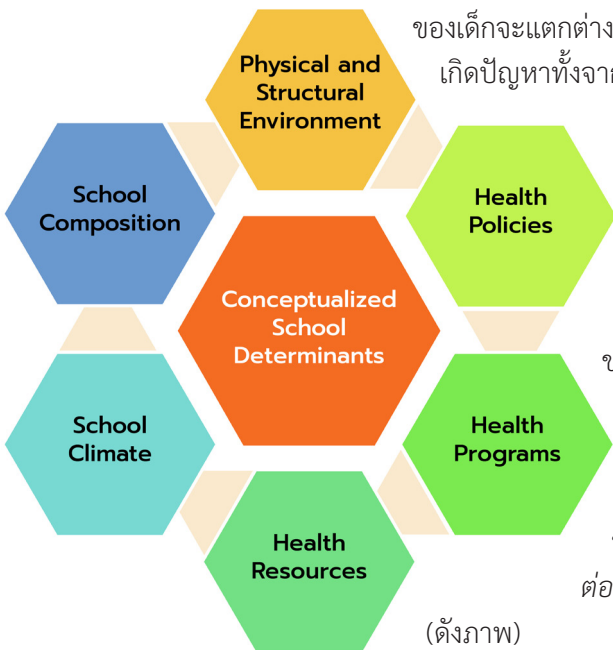 ของเด็กจะแตกต่าง
เกิดปัญหาทั้งจาก
Physical and
Structural
Environment
School
Composition
Health
Policies
Conceptualized
School
Determinants
School
Climate
Health
Programs
Health
Resources
ต่อ
(ดังภาพ)